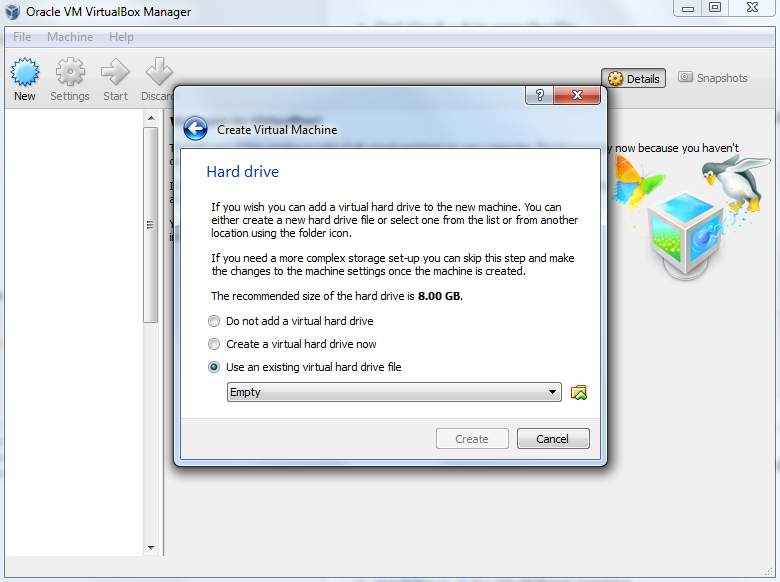 Oracle VM VirtualBox Manager
File Machine Help
New Settings Start Discard
Details Snapshots
now because you haven't
Create Virtual Machine
Hard drive
If you wish you can add a virtual hard drive to the new machine. You can
either create a new hard drive file or select one from the list or from another
location using the folder icon.
If you need a more complex storage set-up you can skip this step and make
the changes to the machine settings once the machine is created.
The recommended size of the hard drive is 8.00 GB.
Do not add a virtual hard drive
Create a virtual hard drive now
Use an existing virtual hard drive file
Empty
Create Cancel